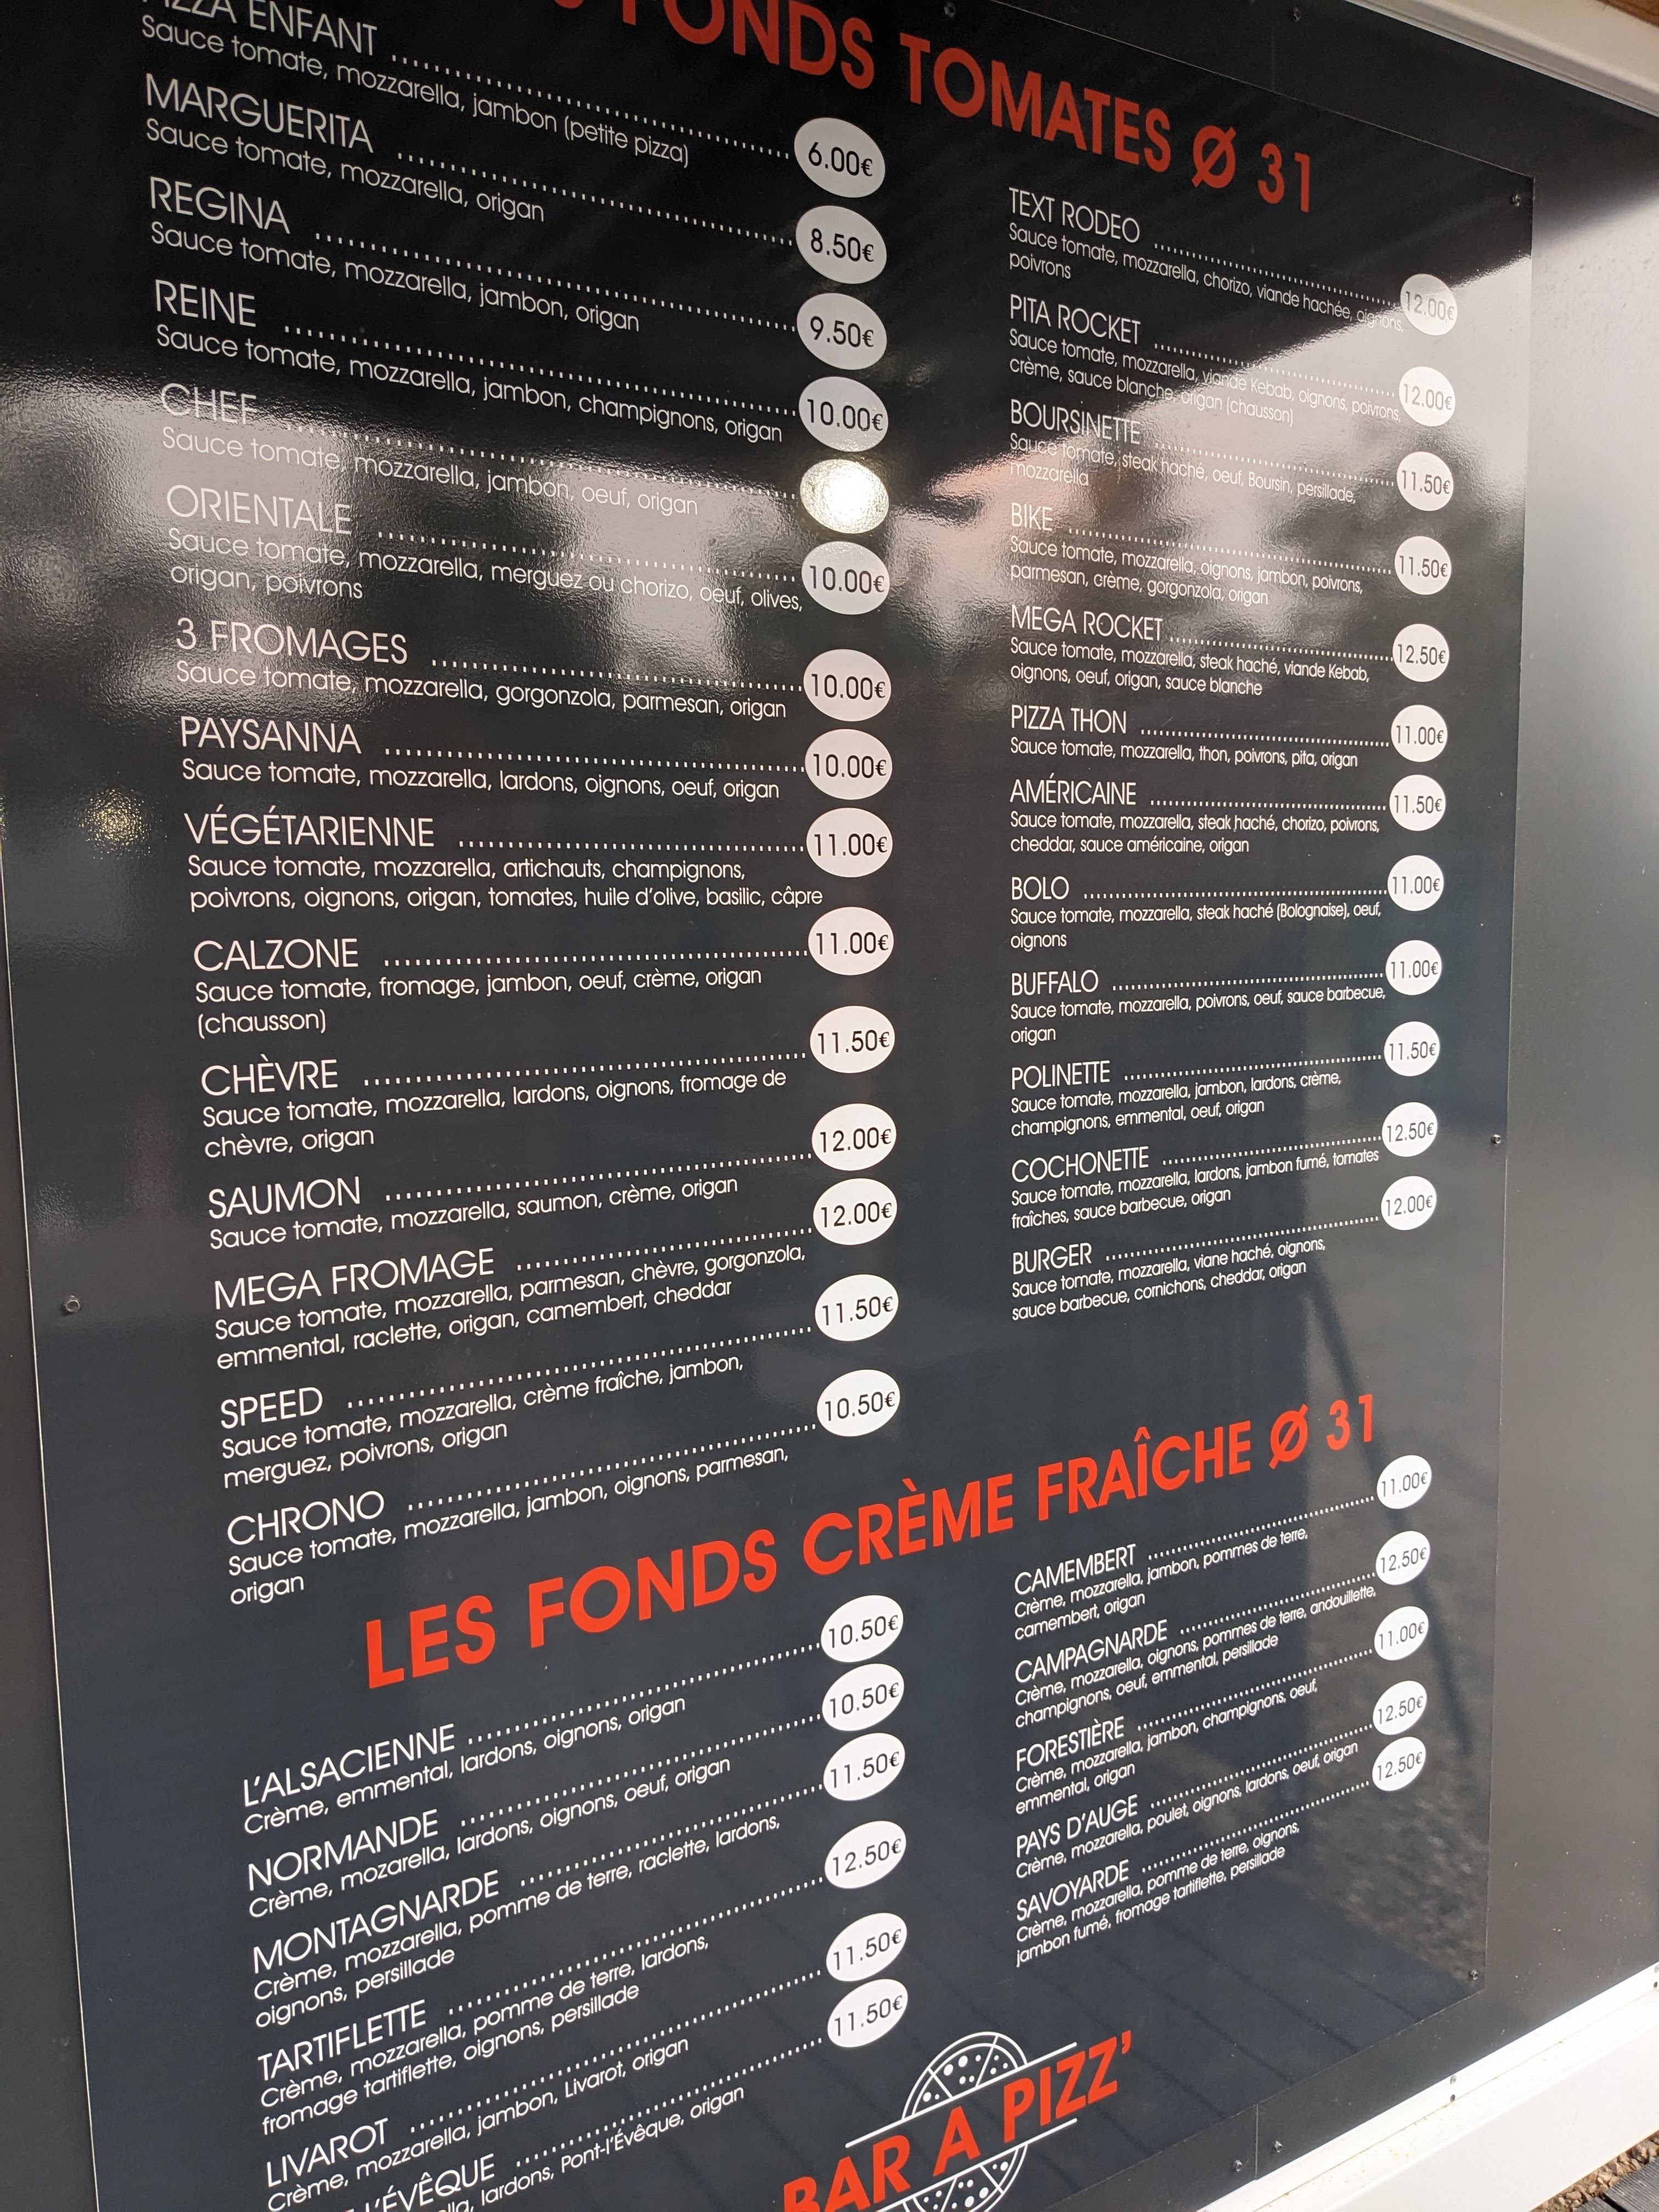 FONDS TOMATES Ø 31
ENFANT 6.00€
Sauce tomate, mozzarella, jambon (petite pizza)
MARGUERITA 8.50€
Sauce tomate, mozzarella, origan
REGINA 9.50€
Sauce tomate, mozzarella, jambon, origan
REINE 10.00€
Sauce tomate, mozzarella, jambon, champignons, origan
CHEF
Sauce tomate, mozzarella, jambon, oeuf, origan
ORIENTALE 10.00€
Sauce tomate, mozzarella, merguez ou chorizo, oeuf, olives,
origan, poivrons
3 FROMAGES 10.00€
Sauce tomate, mozzarella, gorgonzola, parmesan, origan
PAYSANNA 10.00€
Sauce tomate, mozzarella, lardons, oignons, oeuf, origan
VÉGÉTARIENNE 11.00€
Sauce tomate, mozzarella, artichauts, champignons,
poivrons, oignons, origan, tomates, huile d'olive, basilic, câpre
CALZONE 11.00€
Sauce tomate, fromage, jambon, oeuf, crème, origan
(chausson)
CHÈVRE 11.50€
Sauce tomate, mozzarella, lardons, oignons, fromage de
chèvre, origan
SAUMON 12.00€
Sauce tomate, mozzarella, saumon, crème, origan
MEGA FROMAGE 12.00€
Sauce tomate, mozzarella, parmesan, chèvre, gorgonzola,
emmental, raclette, origan, camembert, cheddar
SPEED 11.50€
Sauce tomate, mozzarella, crème fraîche, jambon,
merguez, poivrons, origan
CHRONO 10.50€
Sauce tomate, mozzarella, jambon, oignons, parmesan,
origan
TEXT RODEO 12.00€
Sauce tomate, mozzarella, chorizo, viande hachée, oignons,
poivrons
PITA ROCKET 12.00€
Sauce tomate, mozzarella, viande Kebab, oignons, poivrons,
crème, sauce blanche, origan (chausson)
BOURSINETTE 11.50€
Sauce tomate, steak haché, oeuf, Boursin, persillade,
mozzarella
BIKE 11.50€
Sauce tomate, mozzarella, oignons, jambon, poivrons,
parmesan, crème, gorgonzola, origan
MEGA ROCKET 12.50€
Sauce tomate, mozzarella, steak haché, viande Kebab,
oignons, oeuf, origan, sauce blanche
PIZZA THON 11.00€
Sauce tomate, mozzarella, thon, poivrons, pita, origan
AMÉRICAINE 11.50€
Sauce tomate, mozzarella, steak haché, chorizo, poivrons,
cheddar, sauce américaine, origan
BOLO 11.00€
Sauce tomate, mozzarella, steak haché (Bolognaise), oeuf,
oignons
BUFFALO 11.00€
Sauce tomate, mozzarella, poivrons, oeuf, sauce barbecue,
origan
POLINETTE 11.50€
Sauce tomate, mozzarella, jambon, lardons, crème,
champignons, emmental, oeuf, origan
COCHONETTE 12.50€
Sauce tomate, mozzarella, lardons, jambon fumé, tomates
fraîches, sauce barbecue, origan
BURGER 12.00€
Sauce tomate, mozzarella, viane haché, oignons,
sauce barbecue, cornichons, cheddar, origan
LES FONDS CRÈME FRAÎCHE Ø 31
L'ALSACIENNE 10.50€
Crème, emmental, lardons, oignons, origan
NORMANDE 10.50€
Crème, mozarella, lardons, oignons, oeuf, origan
MONTAGNARDE 11.50€
Crème, mozzarella, pomme de terre, raclette, lardons,
oignons, persillade
TARTIFLETTE 12.50€
Crème, mozzarella, pomme de terre, lardons,
fromage tartiflette, oignons, persillade
LIVAROT 11.50€
Crème, mozzarella, jambon, Livarot, origan
L'ÉVÊQUE 11.50€
lardons, Pont-l'Évêque, origan
CAMEMBERT 11.00€
Crème, mozzarella, jambon, pommes de terre,
camembert, origan
CAMPAGNARDE 12.50€
Crème, mozzarella, oignons, pommes de terre, andouillette,
champignons, oeuf, emmental, persillade
FORESTIÈRE 11.00€
Crème, mozzarella, jambon, champignons, oeuf,
emmental, origan
PAYS D'AUGE 12.50€
Crème, mozzarella, poulet, oignons, lardons, oeuf, origan
SAVOYARDE 12.50€
Crème, mozzarella, pomme de terre, oignons,
jambon fumé, fromage tartiflette, persillade
BAR A PIZZ'